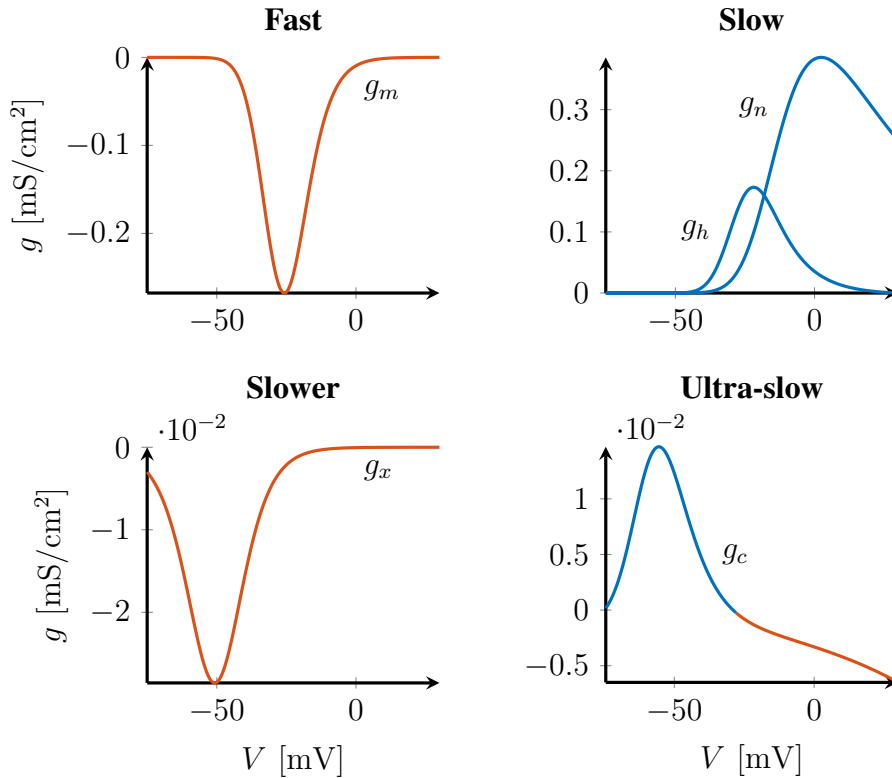 Fast
0
−0.1
−0.2
−50
0
g [mS/cm²]
g_m
Slow
0.3
0.2
0.1
0
−50
0
g_n
g_h
Slower
·10⁻²
0
−1
−2
−50
0
g [mS/cm²]
V [mV]
g_x
Ultra-slow
·10⁻²
1
0.5
0
−0.5
−50
0
V [mV]
g_c